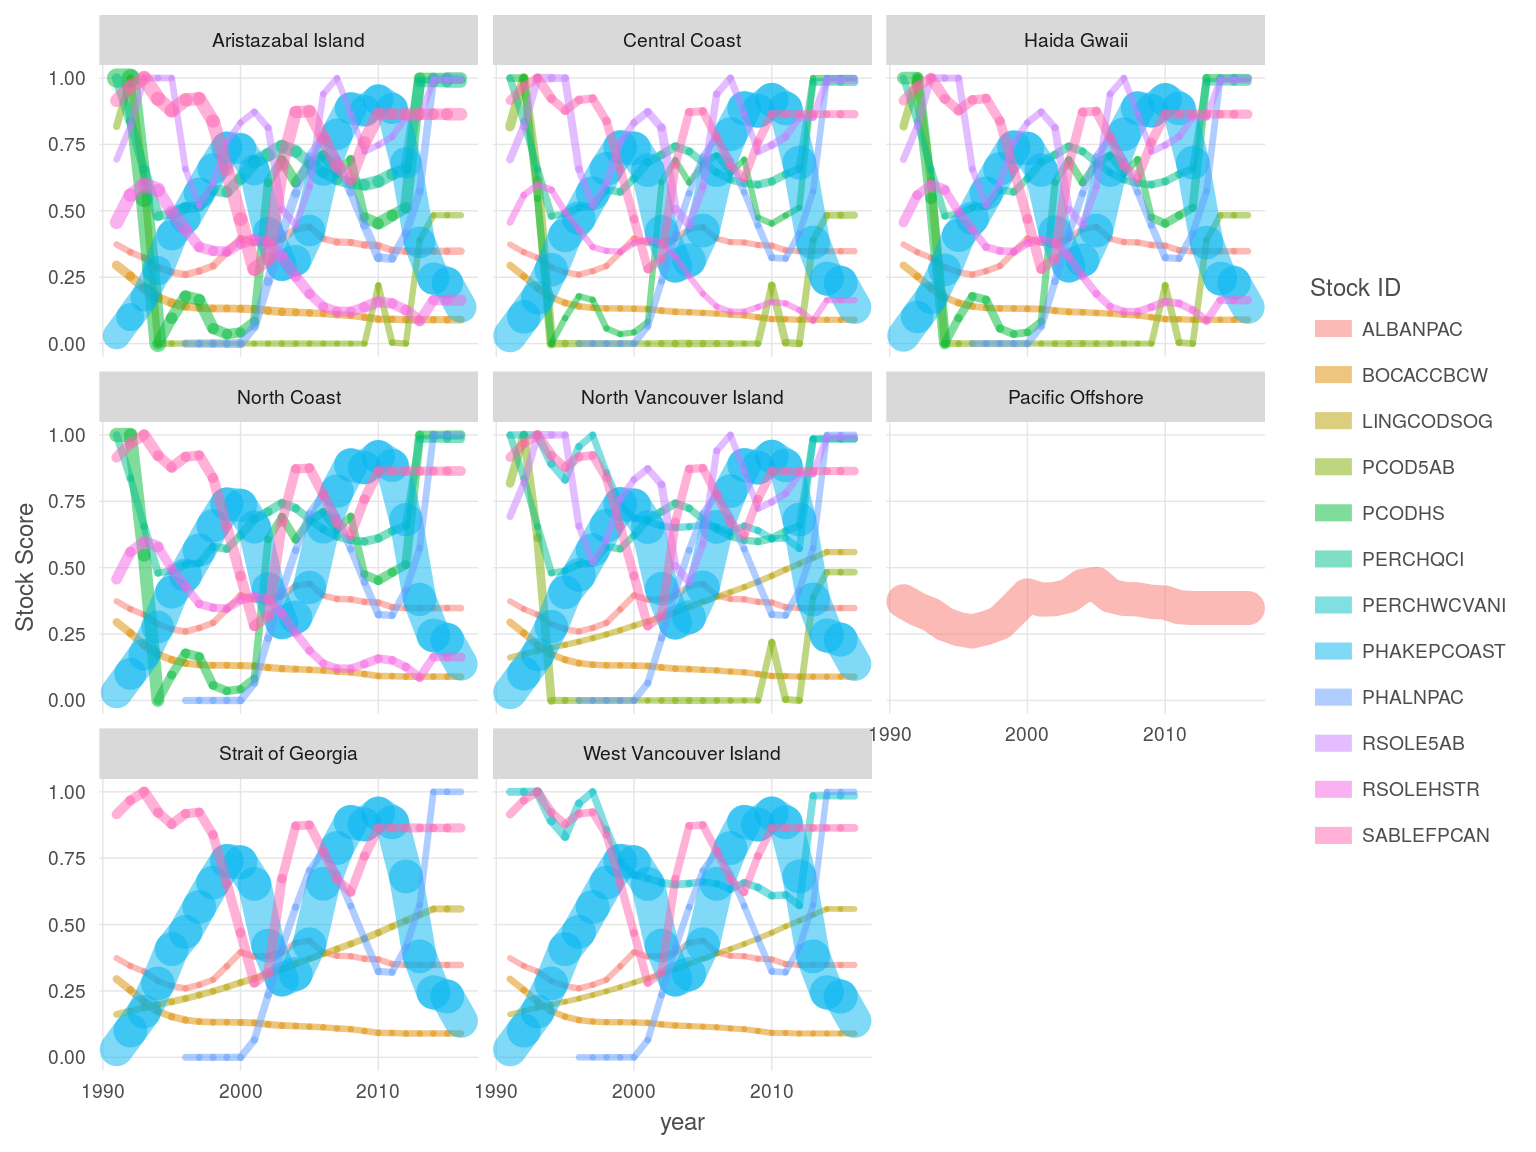 Aristazabal Island
Central Coast
Haida Gwaii
1.00
0.75
0.50
0.25
0.00
North Coast
North Vancouver Island
Pacific Offshore
1.00
0.75
0.50
0.25
0.00
1990
2000
2010
Strait of Georgia
West Vancouver Island
1.00
0.75
0.50
0.25
0.00
1990
2000
2010
1990
2000
2010
year
Stock Score
Stock ID
ALBANPAC
BOCACCBCW
LINGCODSOG
PCOD5AB
PCODHS
PERCHQCI
PERCHWCVANI
PHAKEPCOAST
PHALNPAC
RSOLE5AB
RSOLEHSTR
SABLEFPCAN